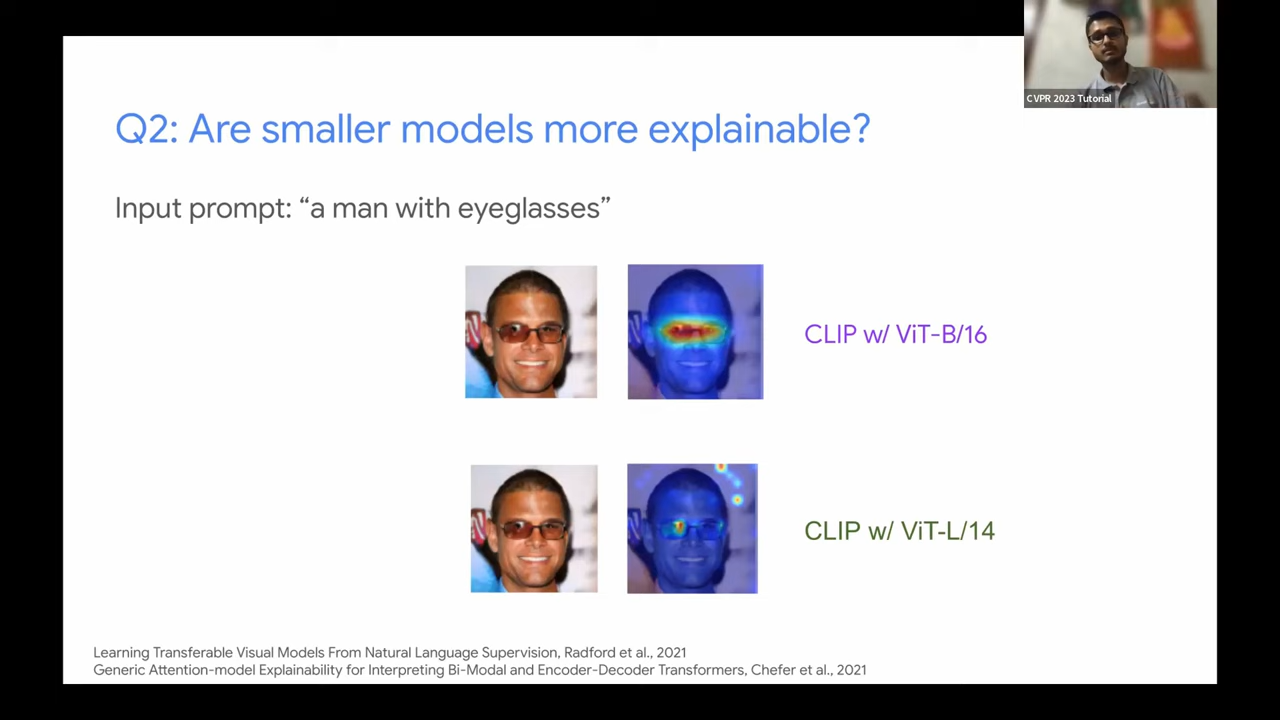 CVPR 2023 Tutorial
Q2: Are smaller models more explainable?
Input prompt: “a man with eyeglasses”
CLIP w/ ViT-B/16
CLIP w/ ViT-L/14
Learning Transferable Visual Models From Natural Language Supervision, Radford et al., 2021
Generic Attention-model Explainability for Interpreting Bi-Modal and Encoder-Decoder Transformers, Chefer et al., 2021